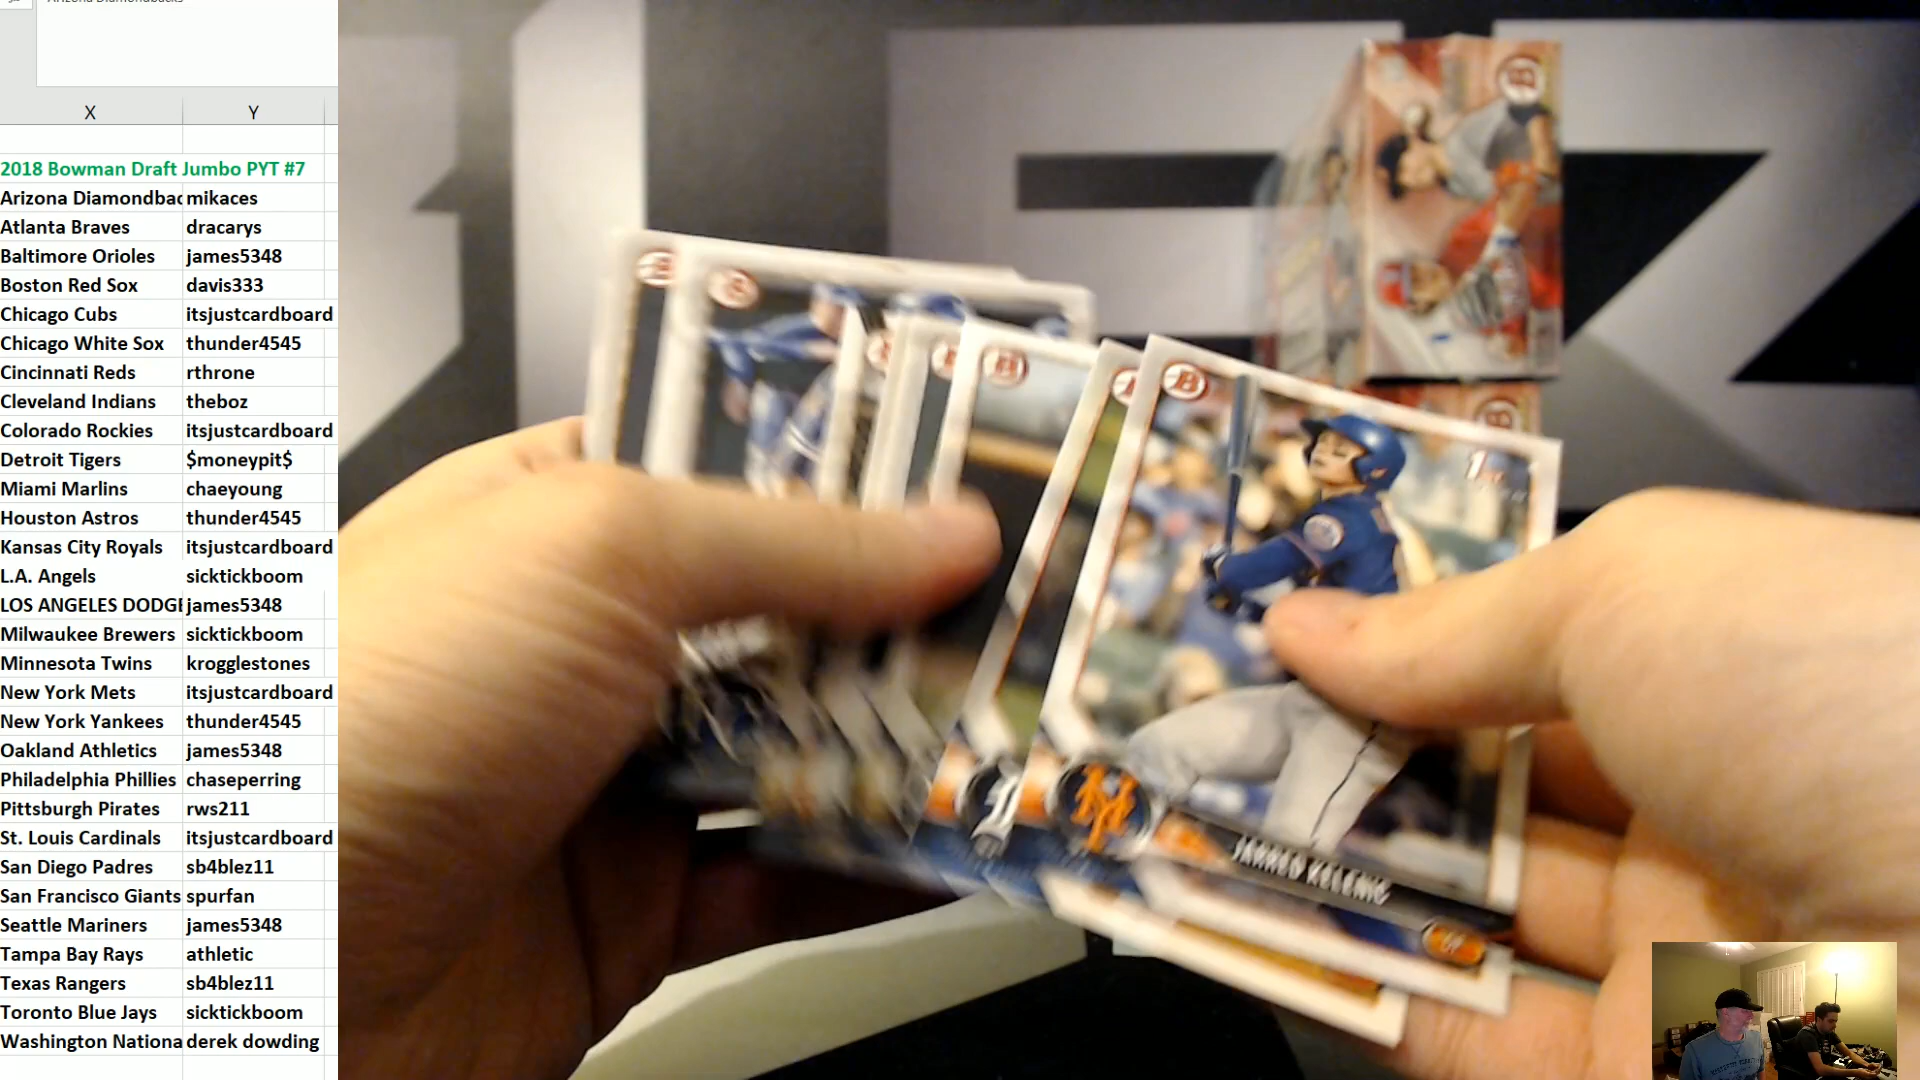 X Y
2018 Bowman Draft Jumbo PYT #7
Arizona Diamondbac mikaces
Atlanta Braves dracarys
Baltimore Orioles james5348
Boston Red Sox davis333
Chicago Cubs itsjustcardboard
Chicago White Sox thunder4545
Cincinnati Reds rthrone
Cleveland Indians theboz
Colorado Rockies itsjustcardboard
Detroit Tigers $moneypit$
Miami Marlins chaeyoung
Houston Astros thunder4545
Kansas City Royals itsjustcardboard
L.A. Angels sicktickboom
LOS ANGELES DODGE james5348
Milwaukee Brewers sicktickboom
Minnesota Twins krogglestones
New York Mets itsjustcardboard
New York Yankees thunder4545
Oakland Athletics james5348
Philadelphia Phillies chaseperring
Pittsburgh Pirates rws211
St. Louis Cardinals itsjustcardboard
San Diego Padres sb4blez11
San Francisco Giants spurfan
Seattle Mariners james5348
Tampa Bay Rays athletic
Texas Rangers sb4blez11
Toronto Blue Jays sicktickboom
Washington Nationa derek dowding
B
1st
JARRED KELENIC